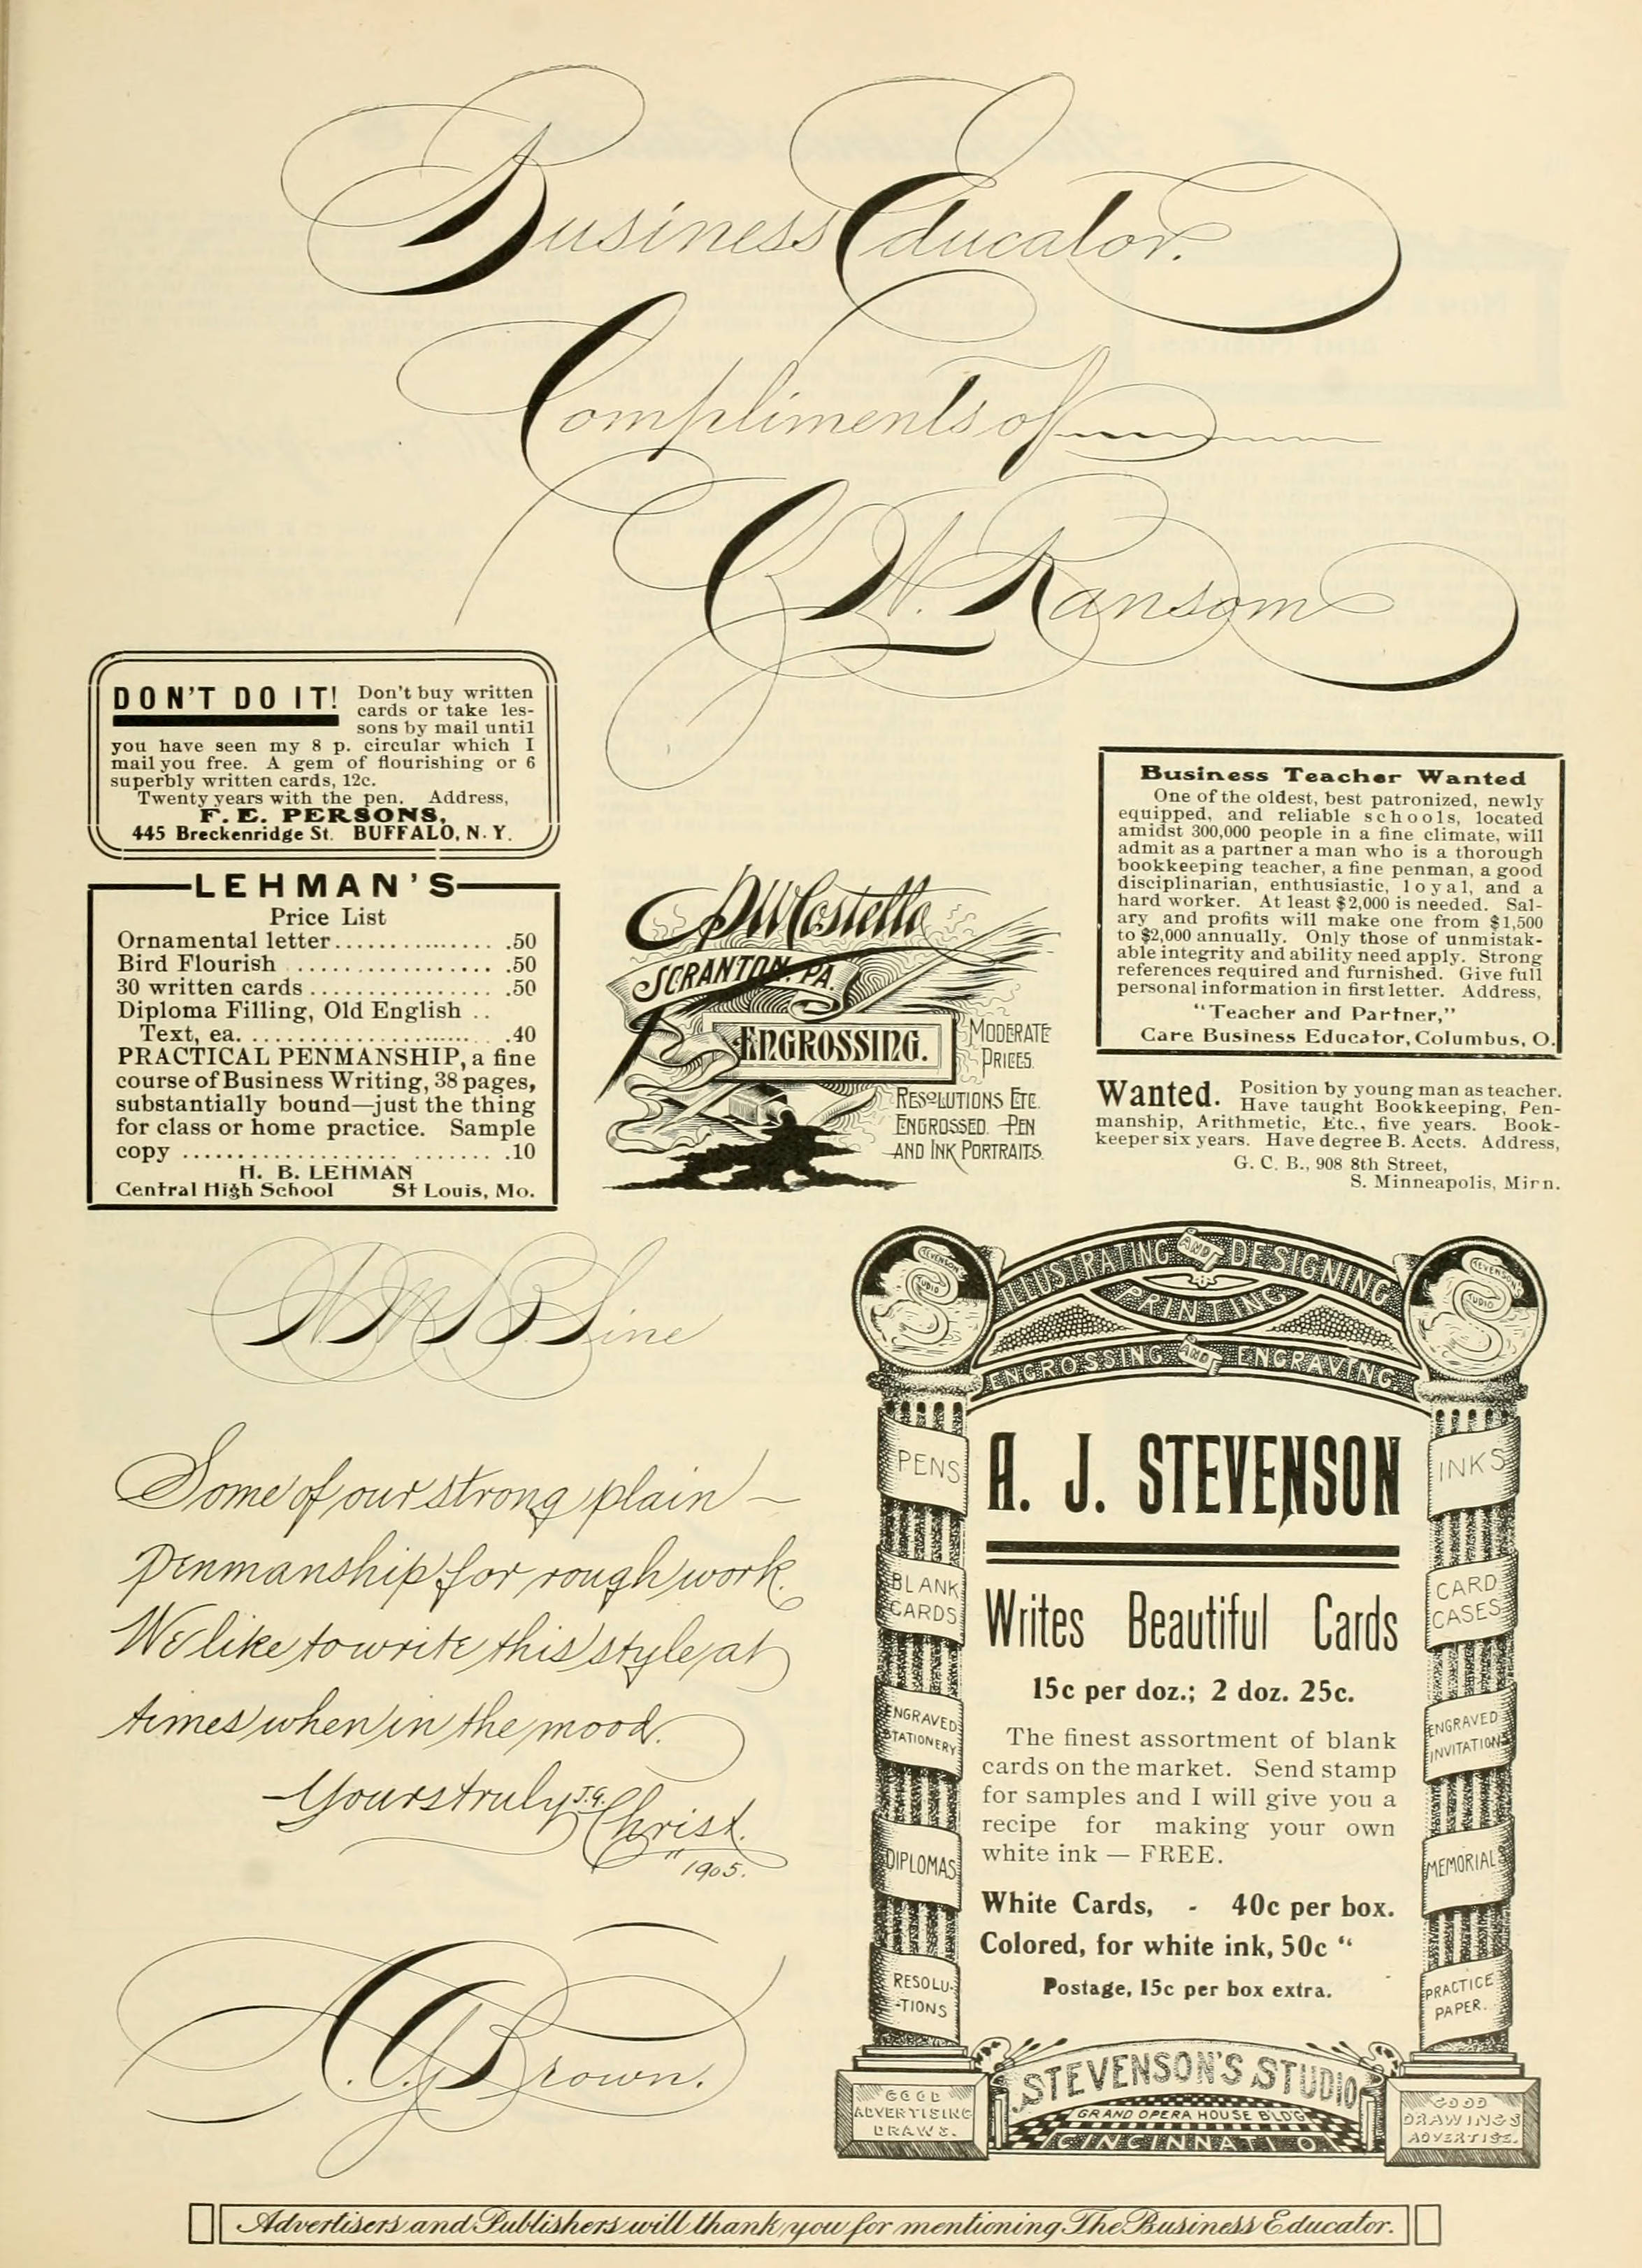 Business Educator.
Compliments of
C. W. Ransom
DON'T DO IT! Don't buy written
cards or take les-
sons by mail until
you have seen my 8 p. circular which I
mail you free. A gem of flourishing or 6
superbly written cards, 12c.
Twenty years with the pen. Address,
F. E. PERSONS,
445 Breckenridge St. BUFFALO, N. Y.
LEHMAN'S
Price List
Ornamental letter............... .50
Bird Flourish .................. .50
30 written cards ................ .50
Diploma Filling, Old English ..
Text, ea. ....................... .40
PRACTICAL PENMANSHIP, a fine
course of Business Writing, 38 pages,
substantially bound—just the thing
for class or home practice. Sample
copy ........................ .10
H. B. LEHMAN
Central High School St Louis, Mo.
P W Costello
SCRANTON, PA.
ENGROSSING.
MODERATE
PRICES.
RESOLUTIONS ETC.
ENGROSSED. PEN
AND INK PORTRAITS.
Business Teacher Wanted
One of the oldest, best patronized, newly
equipped, and reliable schools, located
amidst 300,000 people in a fine climate, will
admit as a partner a man who is a thorough
bookkeeping teacher, a fine penman, a good
disciplinarian, enthusiastic, loyal, and a
hard worker. At least $2,000 is needed. Sal-
ary and profits will make one from $1,500
to $2,000 annually. Only those of unmistak-
able integrity and ability need apply. Strong
references required and furnished. Give full
personal information in first letter. Address,
"Teacher and Partner,"
Care Business Educator, Columbus, O.
Wanted. Position by young man as teacher.
Have taught Bookkeeping, Pen-
manship, Arithmetic, Etc., five years. Book-
keeper six years. Have degree B. Accts. Address,
G. C. B., 908 8th Street,
S. Minneapolis, Minn.
Line
Some of our strong plain
penmanship for rough work.
We like to write this style at
times when in the mood.
Yours truly J.G. Christ.
"1905.
Brown.
STEVENSON'S STUDIO
ILLUSTRATING AND DESIGNING
STEVENSON'S STUDIO
PRINTING
ENGROSSING AND ENGRAVING.
PENS
INKS
A. J. STEVENSON
BLANK
CARDS
CARD
CASES
Writes Beautiful Cards
15c per doz.; 2 doz. 25c.
ENGRAVED
STATIONERY
ENGRAVED
INVITATIONS
The finest assortment of blank
cards on the market. Send stamp
for samples and I will give you a
recipe for making your own
white ink — FREE.
DIPLOMAS
MEMORIALS
White Cards, - 40c per box.
Colored, for white ink, 50c "
Postage, 15c per box extra.
RESOLU-
-TIONS
PRACTICE
PAPER.
STEVENSON'S STUDIO
GRAND OPERA HOUSE BLDG
CINCINNATI O.
GOOD
ADVERTISING
DRAWS.
GOOD
DRAWINGS
ADVERTISE.
Advertisers and Publishers will thank you for mentioning The Business Educator.